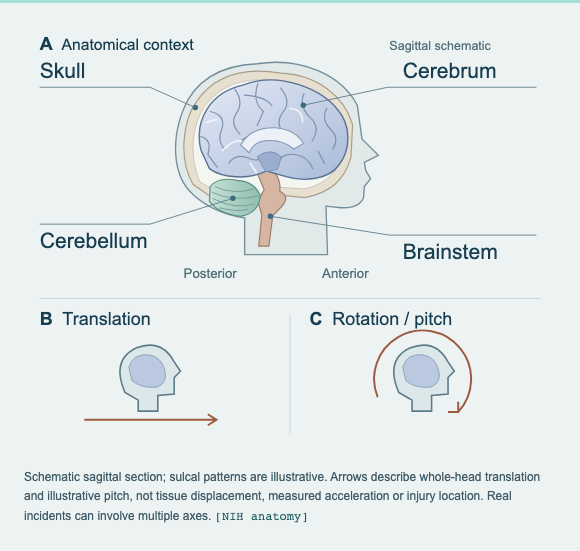 A Anatomical context
Sagittal schematic
Skull
Cerebrum
Cerebellum
Brainstem
Posterior
Anterior
B Translation
C Rotation / pitch
Schematic sagittal section; sulcal patterns are illustrative. Arrows describe whole-head translation
and illustrative pitch, not tissue displacement, measured acceleration or injury location. Real
incidents can involve multiple axes. [NIH anatomy]